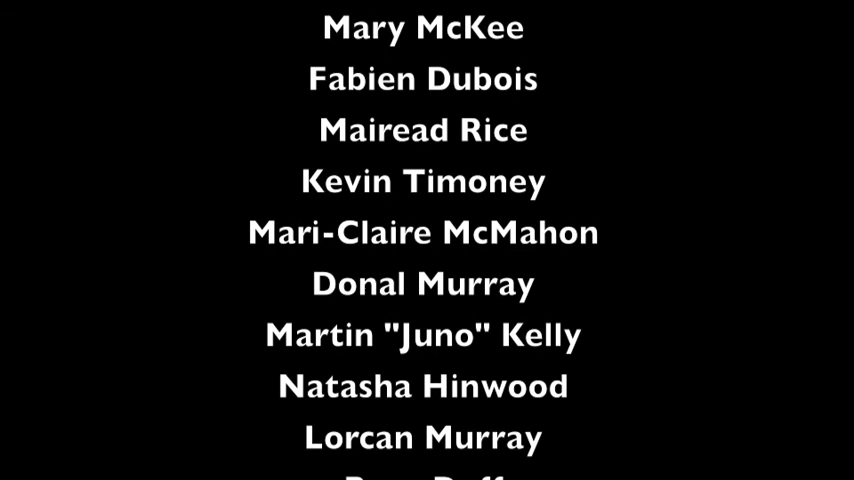 Mary McKee
Fabien Dubois
Mairead Rice
Kevin Timoney
Mari-Claire McMahon
Donal Murray
Martin "Juno" Kelly
Natasha Hinwood
Lorcan Murray